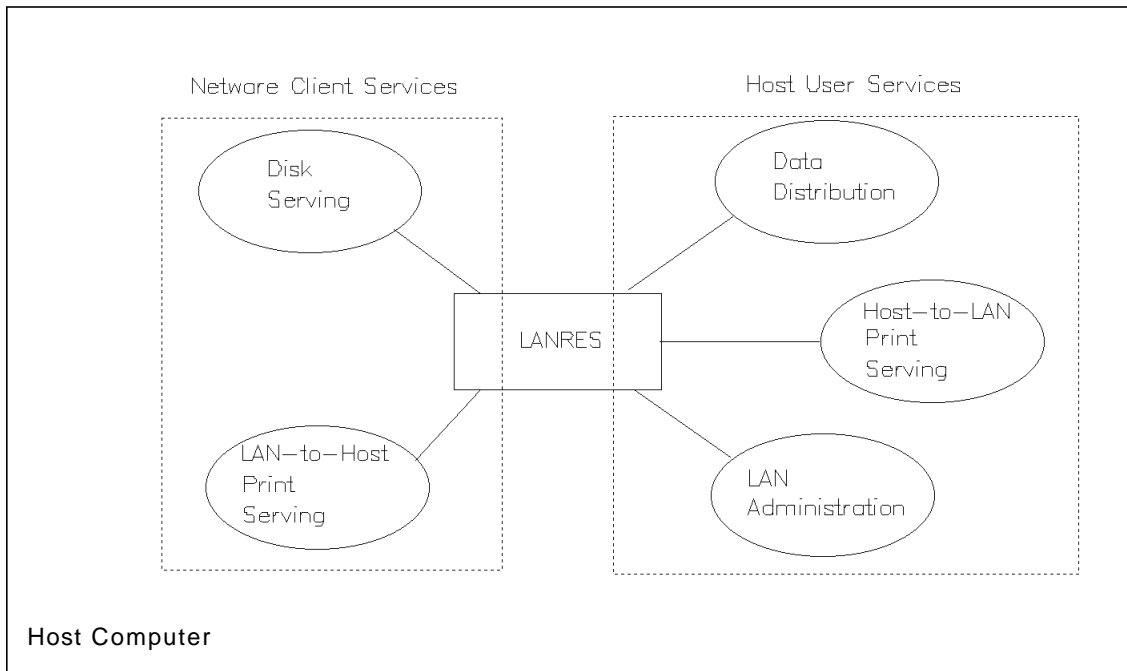 Netware Client Services
Host User Services
Disk
Serving
Data
Distribution
LANRES
Host-to-LAN
Print
Serving
LAN-to-Host
Print
Serving
LAN
Administration
Host Computer